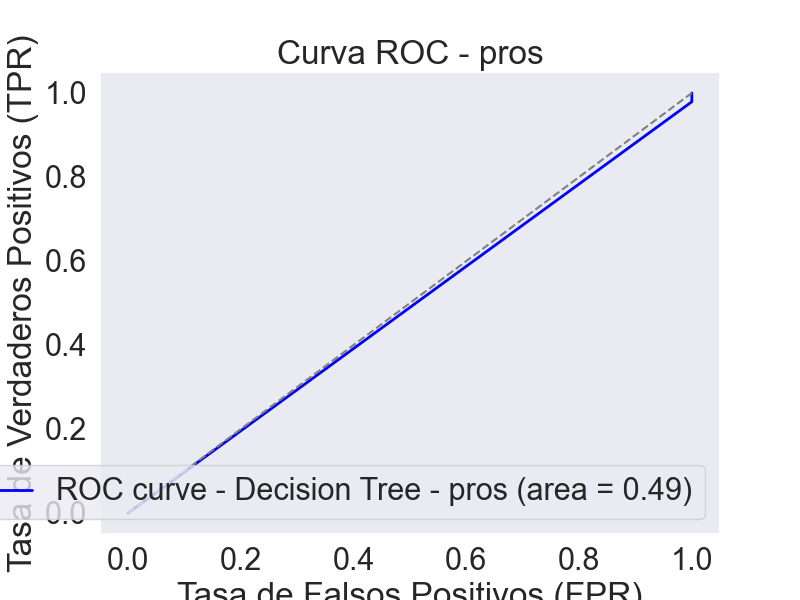 Curva ROC - pros
Tasa de Verdaderos Positivos (TPR)
1.0
0.8
0.6
0.4
0.2
0.0
ROC curve - Decision Tree - pros (area = 0.49)
0.0 0.2 0.4 0.6 0.8 1.0
Tasa de Falsos Positivos (FPR)